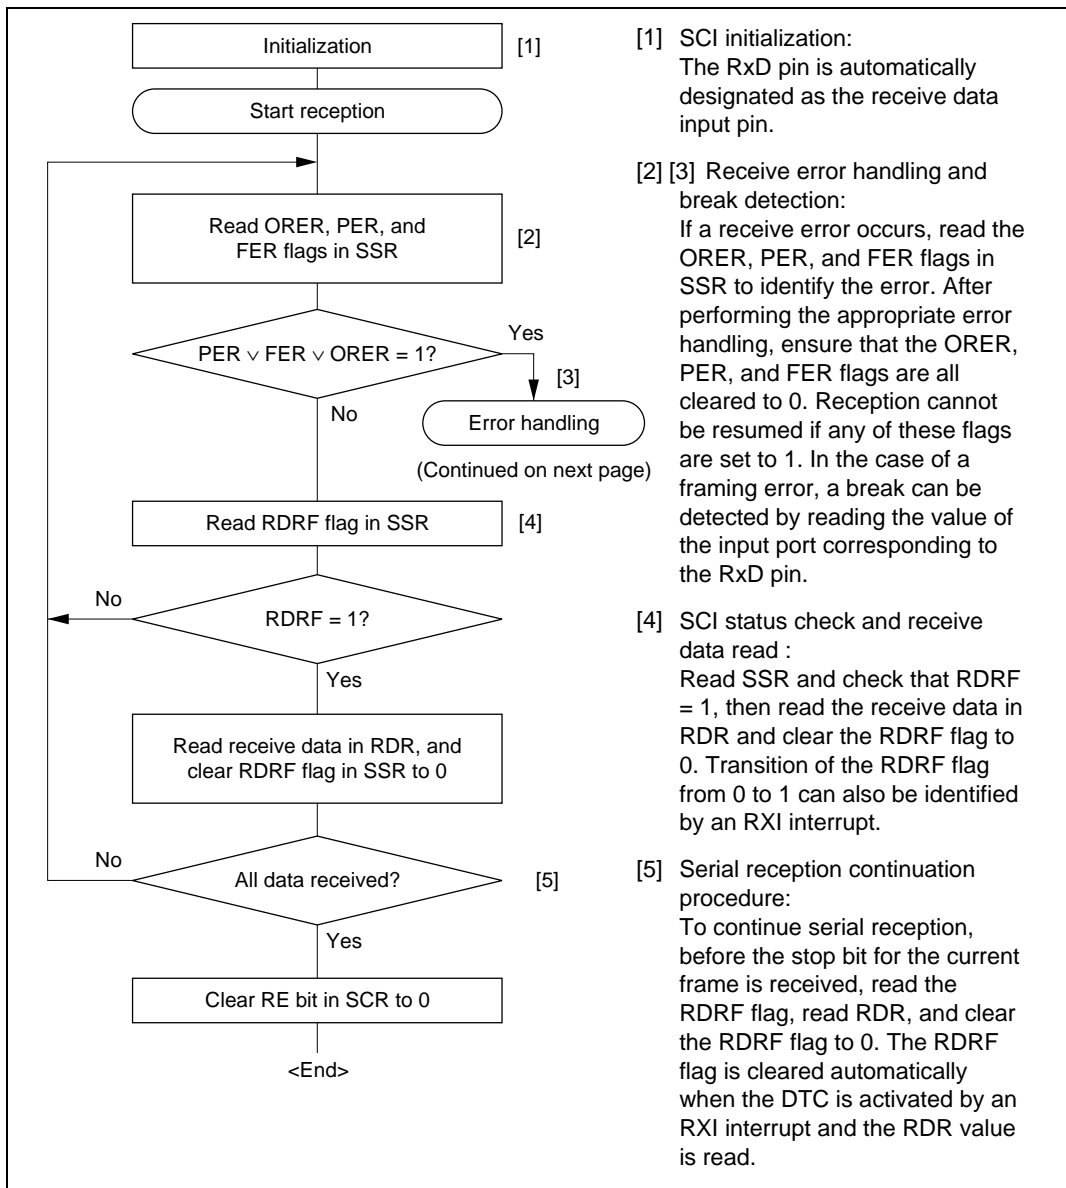 Initialization
[1]
Start reception
Read ORER, PER, and
FER flags in SSR
[2]
PER ∨ FER ∨ ORER = 1?
Yes
[3]
No
Error handling
(Continued on next page)
Read RDRF flag in SSR
[4]
No
RDRF = 1?
Yes
Read receive data in RDR, and
clear RDRF flag in SSR to 0
No
All data received?
[5]
Yes
Clear RE bit in SCR to 0
<End>
[1] SCI initialization:
The RxD pin is automatically
designated as the receive data
input pin.
[2] [3] Receive error handling and
break detection:
If a receive error occurs, read the
ORER, PER, and FER flags in
SSR to identify the error. After
performing the appropriate error
handling, ensure that the ORER,
PER, and FER flags are all
cleared to 0. Reception cannot
be resumed if any of these flags
are set to 1. In the case of a
framing error, a break can be
detected by reading the value of
the input port corresponding to
the RxD pin.
[4] SCI status check and receive
data read :
Read SSR and check that RDRF
= 1, then read the receive data in
RDR and clear the RDRF flag to
0. Transition of the RDRF flag
from 0 to 1 can also be identified
by an RXI interrupt.
[5] Serial reception continuation
procedure:
To continue serial reception,
before the stop bit for the current
frame is received, read the
RDRF flag, read RDR, and clear
the RDRF flag to 0. The RDRF
flag is cleared automatically
when the DTC is activated by an
RXI interrupt and the RDR value
is read.